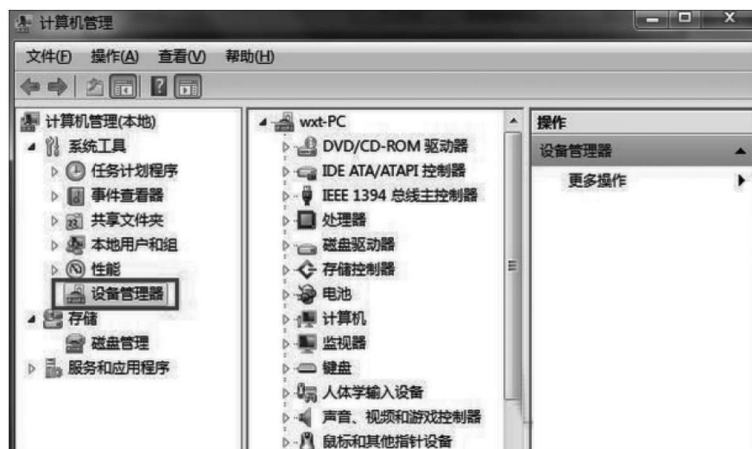 计算机管理
文件(F) 操作(A) 查看(V) 帮助(H)
计算机管理(本地)
系统工具
任务计划程序
事件查看器
共享文件夹
本地用户和组
性能
设备管理器
存储
磁盘管理
服务和应用程序
wxt-PC
DVD/CD-ROM 驱动器
IDE ATA/ATAPI 控制器
IEEE 1394 总线主控制器
处理器
磁盘驱动器
存储控制器
电池
计算机
监视器
键盘
人体学输入设备
声音、视频和游戏控制器
鼠标和其他指针设备
操作
设备管理器
更多操作